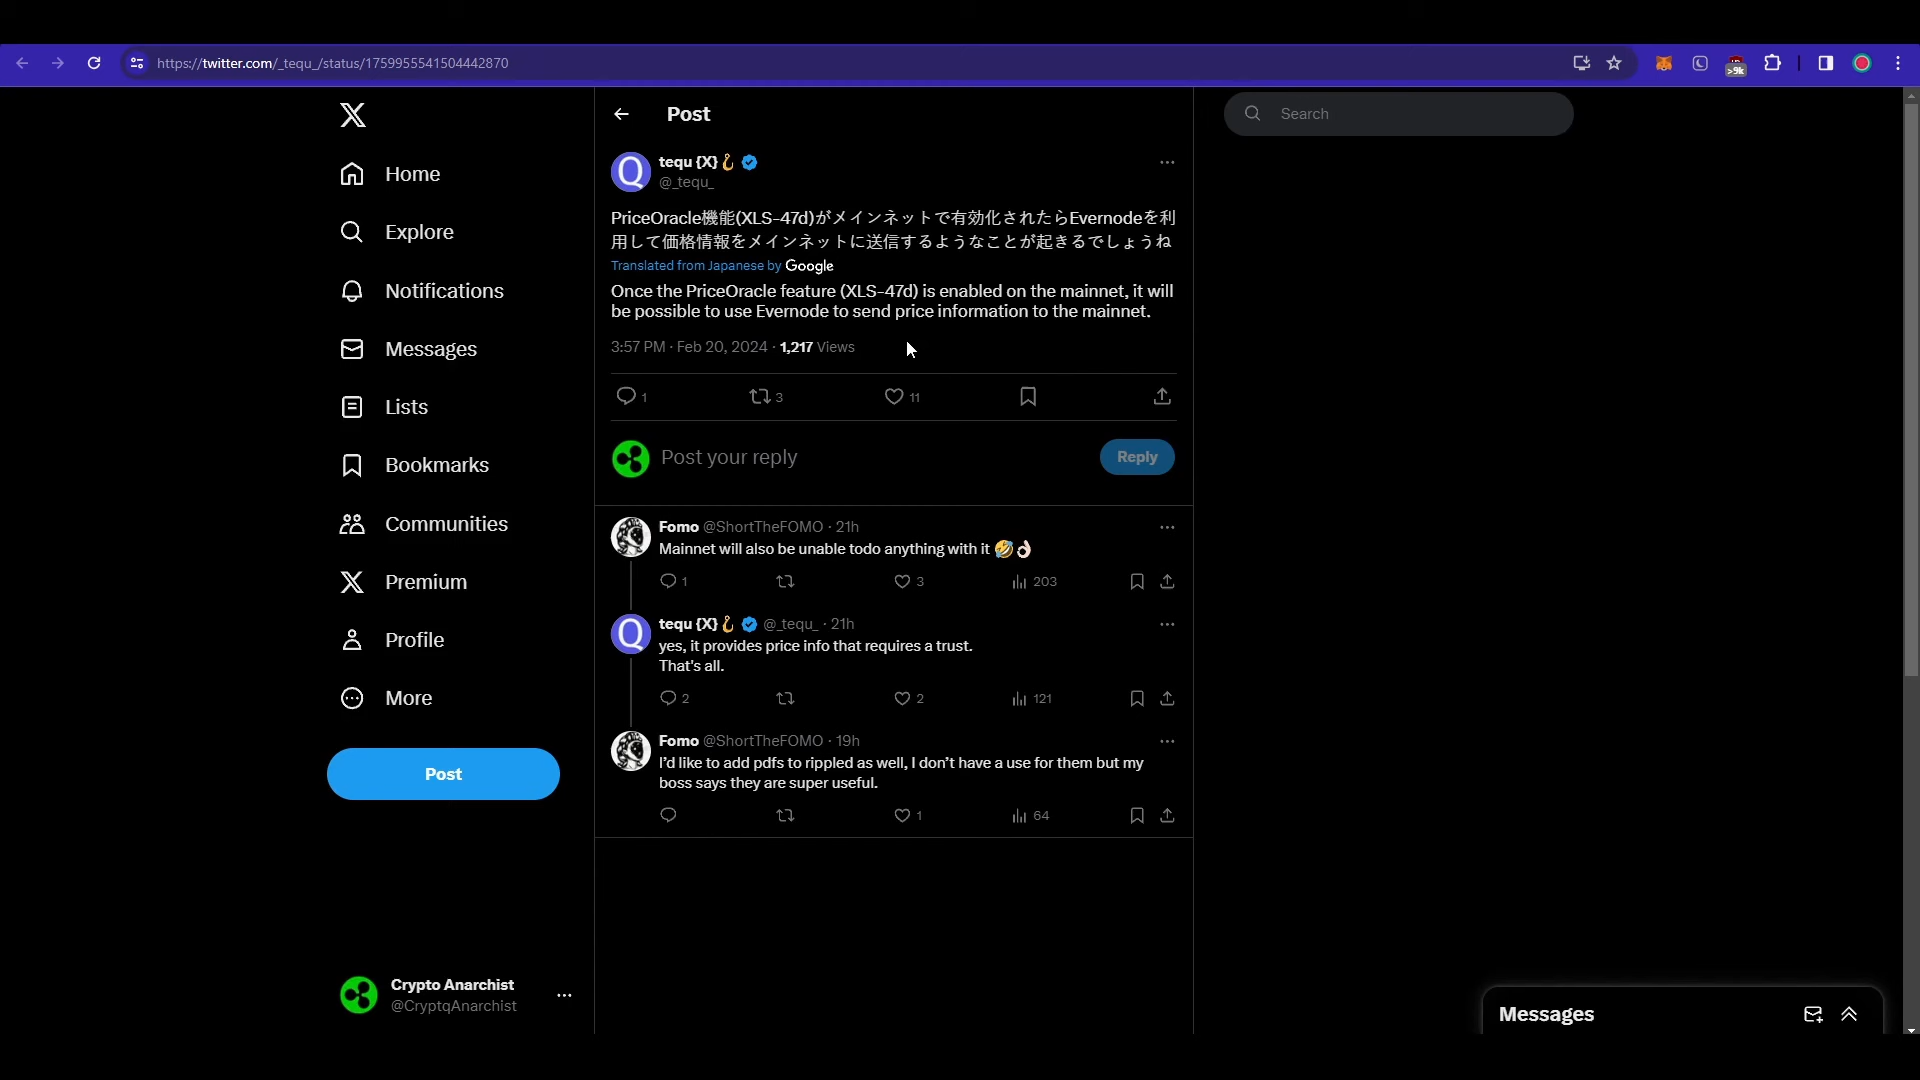 https://twitter.com/_tequ_/status/1759955541504442870
>9k
Home
Explore
Notifications
Messages
Lists
Bookmarks
Communities
Premium
Profile
More
Post
Crypto Anarchist
@CryptqAnarchist
Post
tequ {X}🪝
@_tequ_
PriceOracle機能(XLS-47d)がメインネットで有効化されたらEvernodeを利
用して価格情報をメインネットに送信するようなことが起きるでしょうね
Translated from Japanese by Google
Once the PriceOracle feature (XLS-47d) is enabled on the mainnet, it will
be possible to use Evernode to send price information to the mainnet.
3:57 PM · Feb 20, 2024 · 1,217 Views
1 3 11
Post your reply Reply
Fomo @ShortTheFOMO · 21h
Mainnet will also be unable todo anything with it 🤣👌🏻
1 3 203
tequ {X}🪝 @_tequ_ · 21h
yes, it provides price info that requires a trust.
That's all.
2 2 121
Fomo @ShortTheFOMO · 19h
I'd like to add pdfs to rippled as well, I don't have a use for them but my
boss says they are super useful.
1 64
Search
Messages